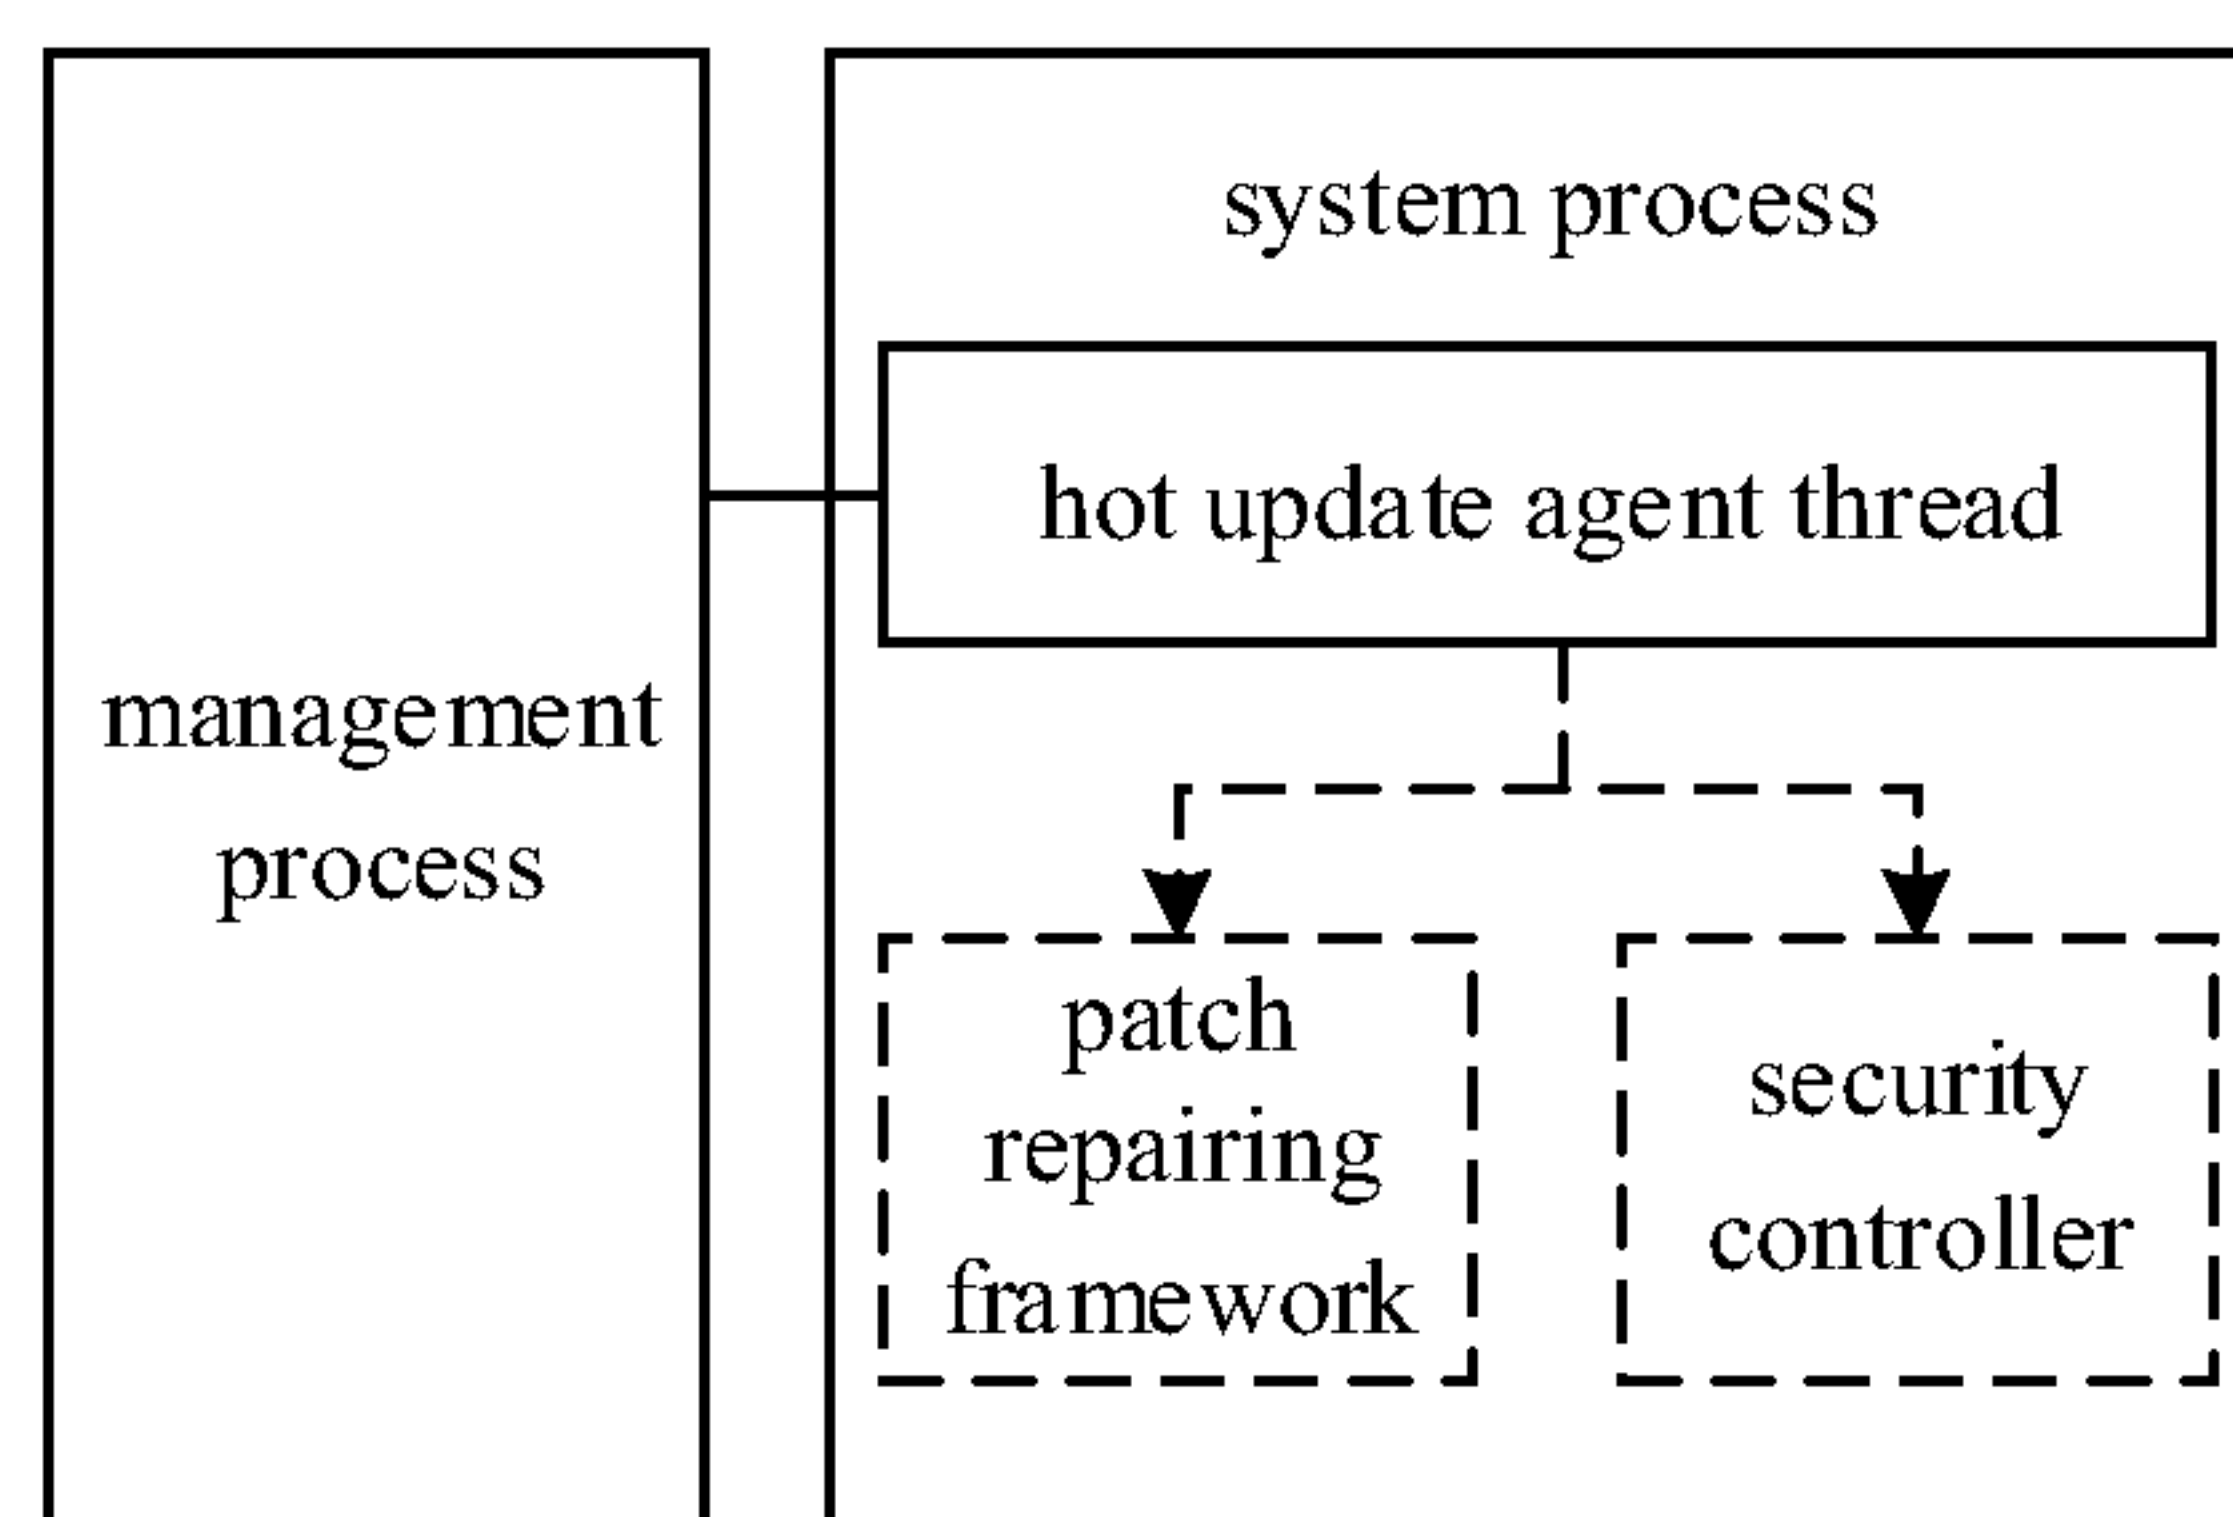 system process
hot update agent thread
management
process
patch
repairing
framework
security
controller